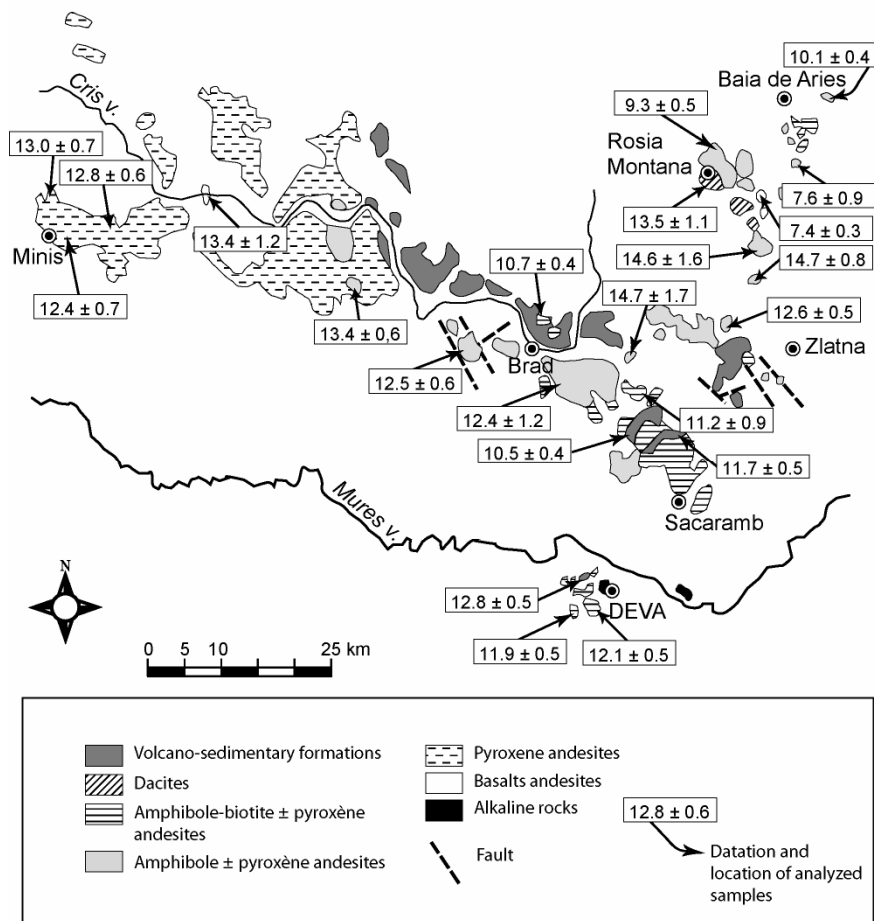 10.1 ± 0.4
Baia de Aries
Cris v.
9.3 ± 0.5
Rosia
Montana
13.0 ± 0.7
12.8 ± 0.6
7.6 ± 0.9
13.5 ± 1.1
7.4 ± 0.3
13.4 ± 1.2
Minis
14.6 ± 1.6
10.7 ± 0.4
14.7 ± 0.8
12.4 ± 0.7
14.7 ± 1.7
12.6 ± 0.5
13.4 ± 0,6
Zlatna
Brad
12.5 ± 0.6
12.4 ± 1.2
11.2 ± 0.9
10.5 ± 0.4
11.7 ± 0.5
Mures v.
Sacaramb
N
12.8 ± 0.5
DEVA
11.9 ± 0.5
12.1 ± 0.5
0 5 10 25 km
Volcano-sedimentary formations
Dacites
Amphibole-biotite ± pyroxène
andesites
Amphibole ± pyroxène andesites
Pyroxene andesites
Basalts andesites
Alkaline rocks
Fault
12.8 ± 0.6
Datation and
location of analyzed
samples